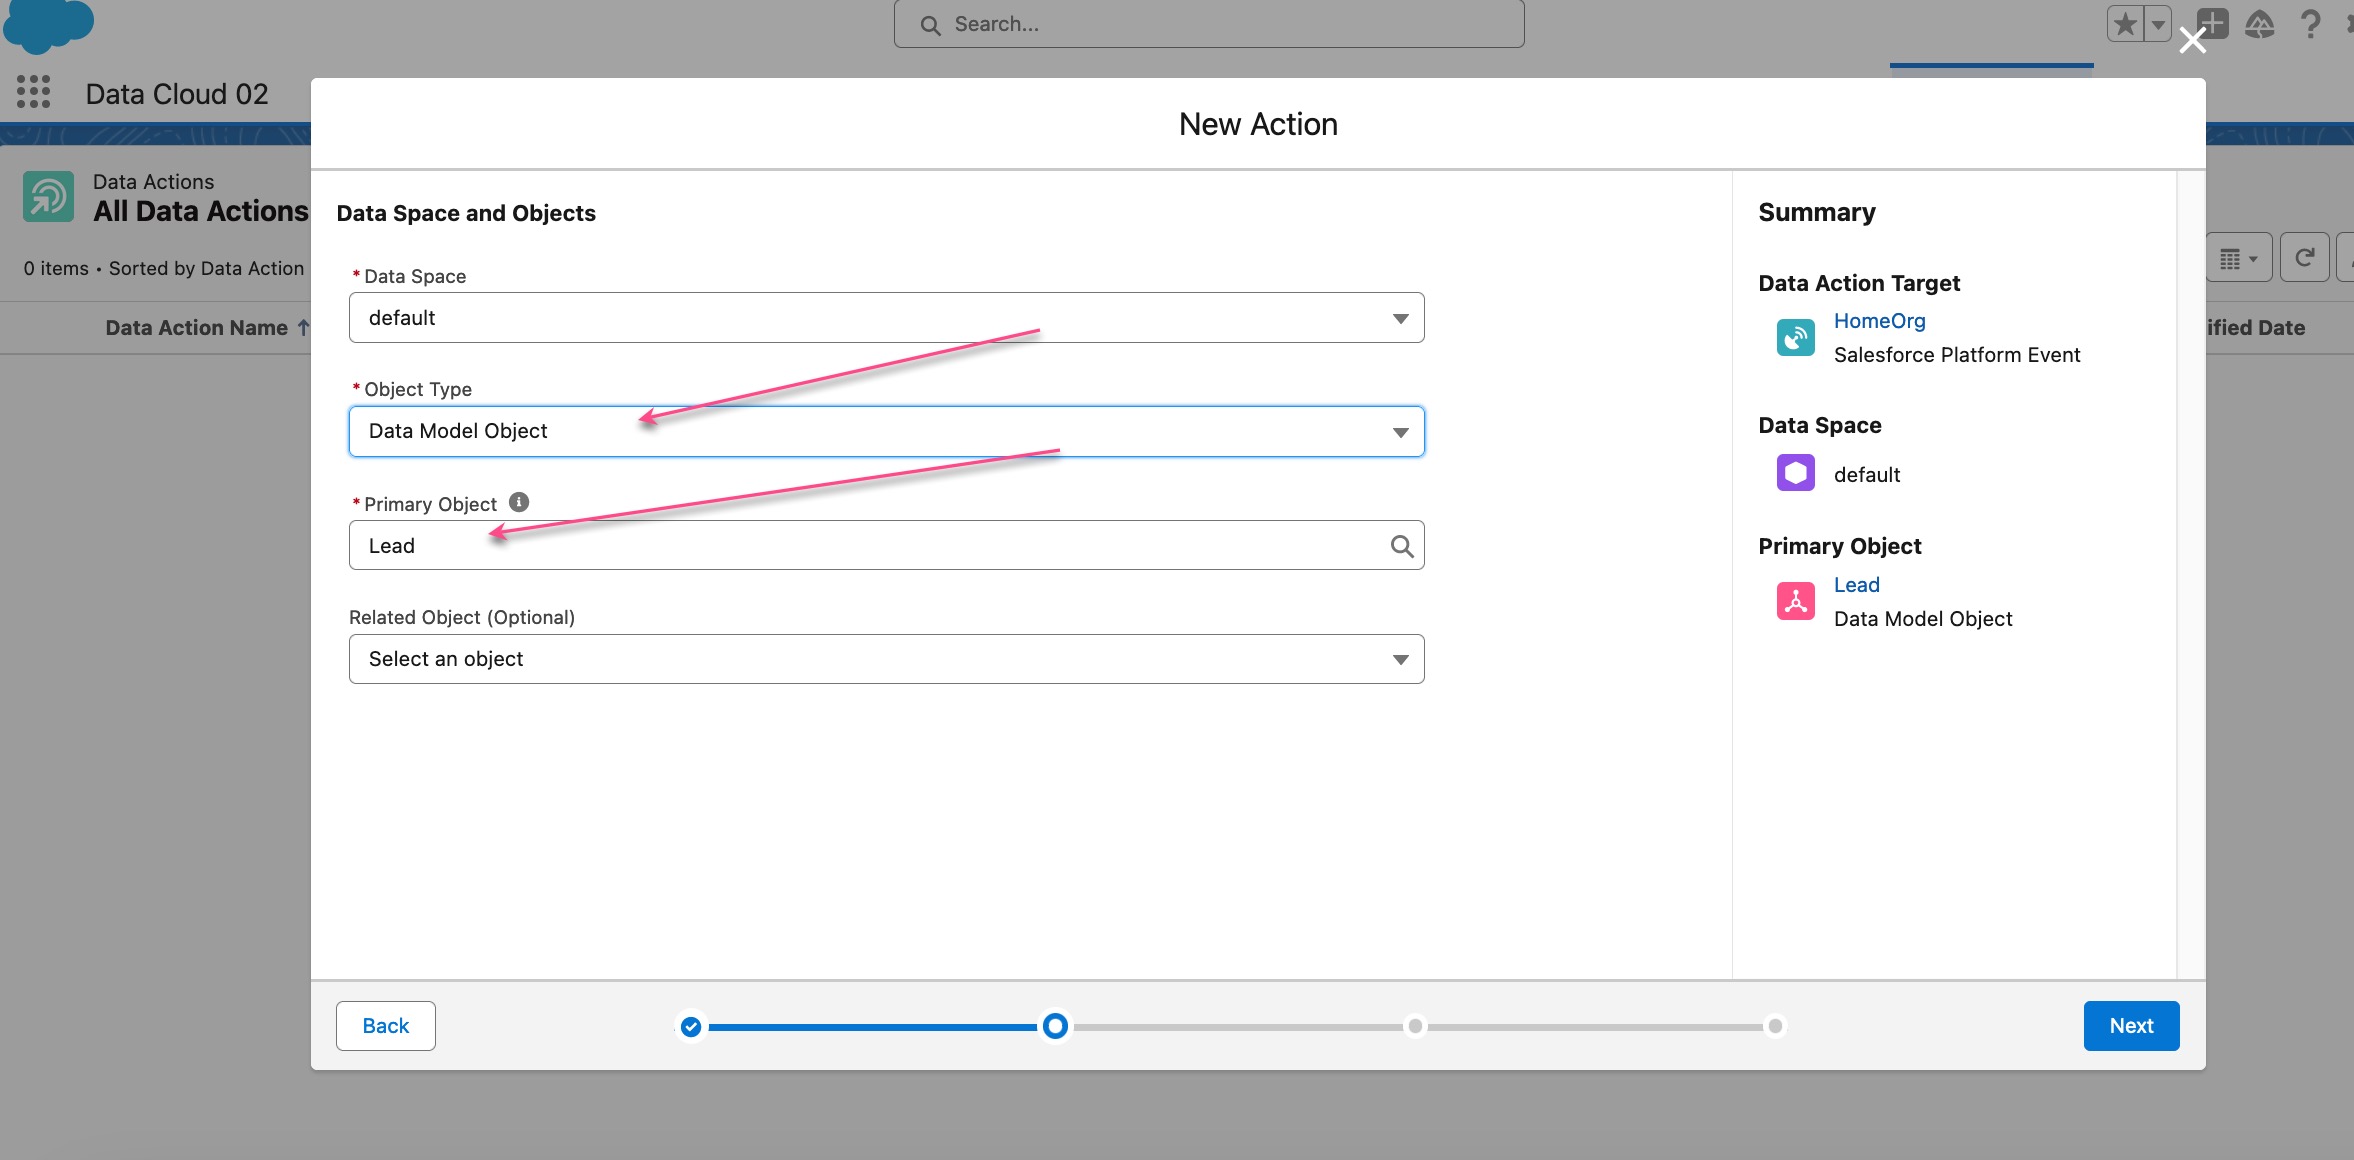 Search...
Data Cloud 02
New Action
Data Actions
All Data Actions
0 items • Sorted by Data Action
Data Action Name ↑
ified Date
Data Space and Objects
* Data Space
default
* Object Type
Data Model Object
* Primary Object
Lead
Related Object (Optional)
Select an object
Summary
Data Action Target
HomeOrg
Salesforce Platform Event
Data Space
default
Primary Object
Lead
Data Model Object
Back
Next